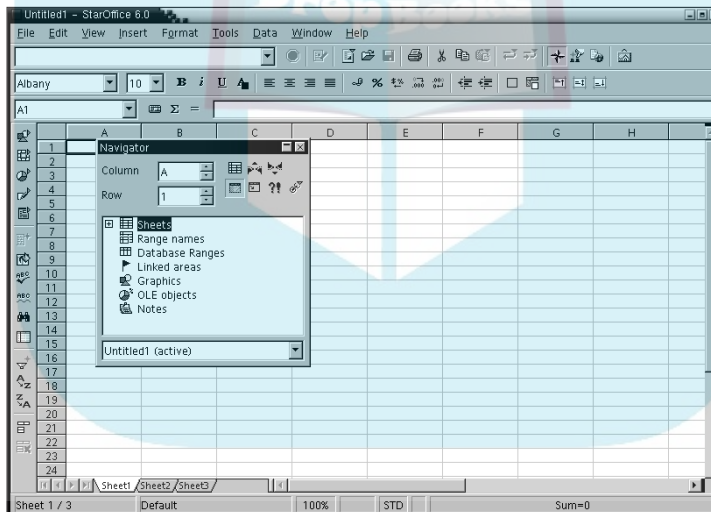 Untitled1 – StarOffice 6.0
File Edit View Insert Format Tools Data Window Help
Albany 10 B i U A
A1 Σ =
A B C D E F G H
1
2
3
4
5
6
7
8
9
10
11
12
13
14
15
16
17
18
19
20
21
22
23
24
Navigator
Column A
Row 1
Sheets
Range names
Database Ranges
Linked areas
Graphics
OLE objects
Notes
Untitled1 (active)
Sheet1 Sheet2 Sheet3
Sheet 1 / 3 Default 100% STD Sum=0